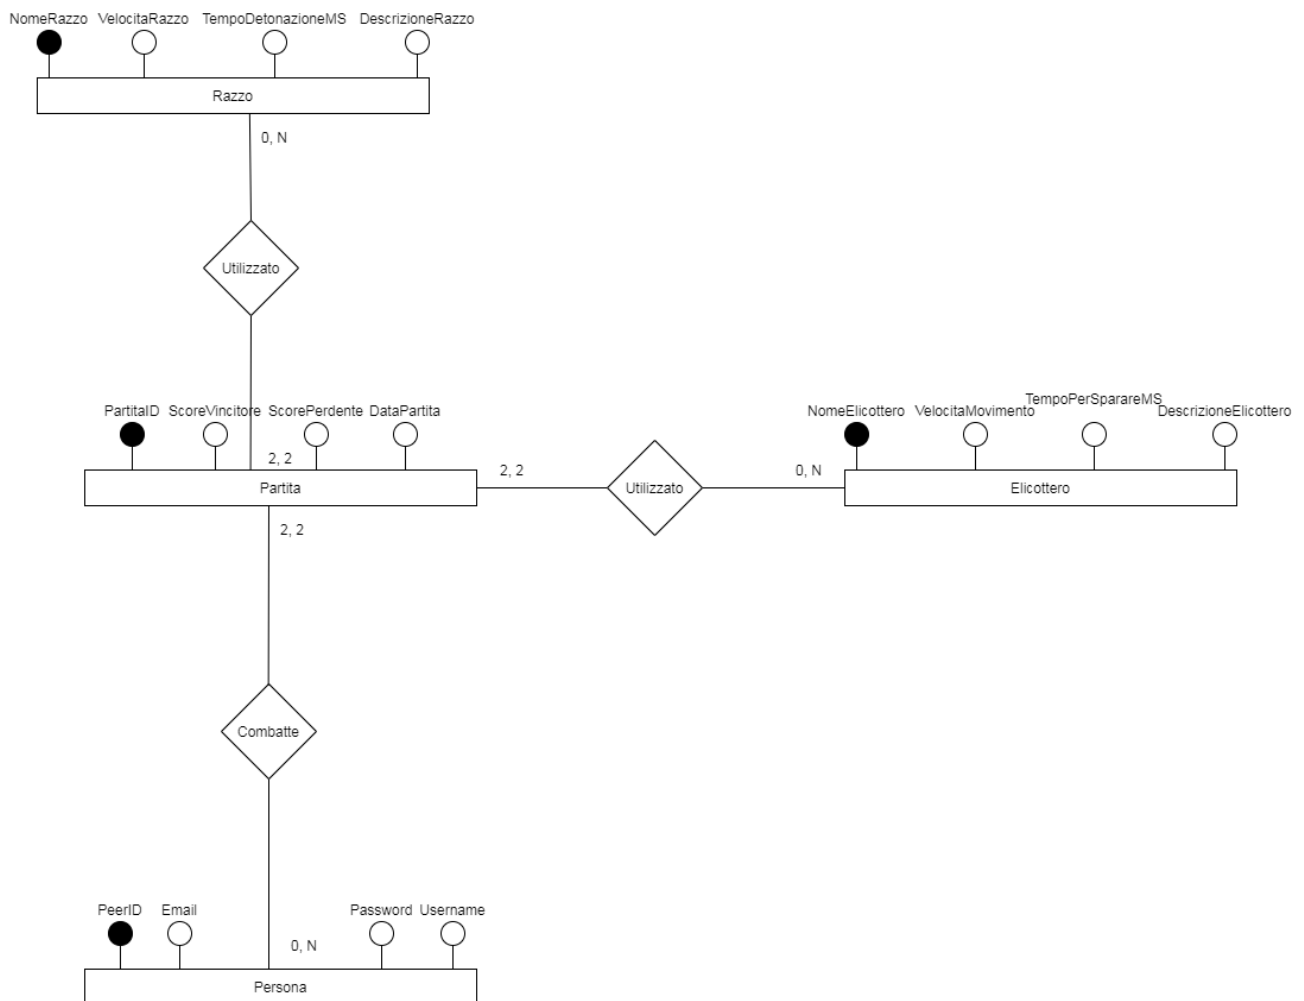 NomeRazzo VelocitaRazzo TempoDetonazioneMS DescrizioneRazzo
Razzo
0, N
Utilizzato
PartitaID ScoreVincitore ScorePerdente DataPartita
2, 2
Partita
2, 2
2, 2
Utilizzato
0, N
TempoPerSparareMS
NomeElicottero VelocitaMovimento DescrizioneElicottero
Elicottero
Combatte
PeerID Email Password Username
0, N
Persona